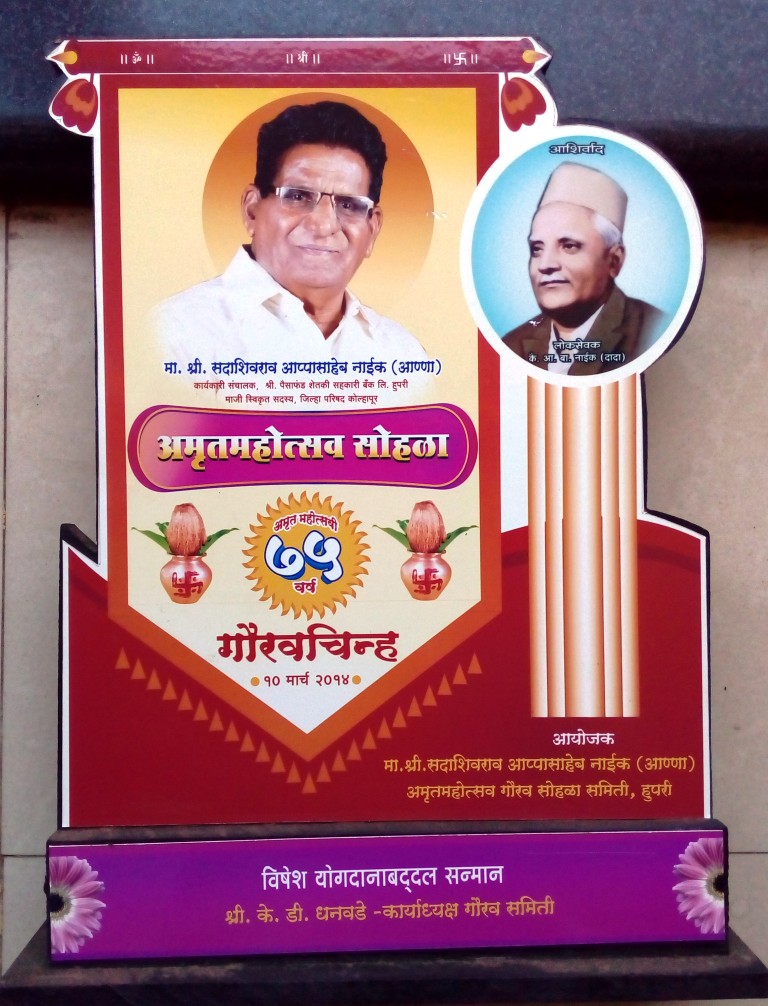 ॥ ॐ ॥ ॥ श्री ॥ ॥ 卐 ॥
आशिर्वाद
लोकसेवक
कै. आ. बा. नाईक (दादा)
मा. श्री. सदाशिवराव आप्पासाहेब नाईक (आण्णा)
कार्यकारी संचालक, श्री. पैसाफंड शेतकी सहकारी बँक लि. हुपरी
माजी स्विकृत सदस्य, जिल्हा परिषद कोल्हापूर
अमृतमहोत्सव सोहळा
अमृत महोत्सवी
७५
वर्ष
गौरवचिन्ह
१० मार्च २०१४
आयोजक
मा.श्री.सदाशिवराव आप्पासाहेब नाईक (आण्णा)
अमृतमहोत्सव गौरव सोहळा समिती, हुपरी
विषेश योगदानाबद्दल सन्मान
श्री. के. डी. धनवडे -कार्याध्यक्ष गौरव समिती